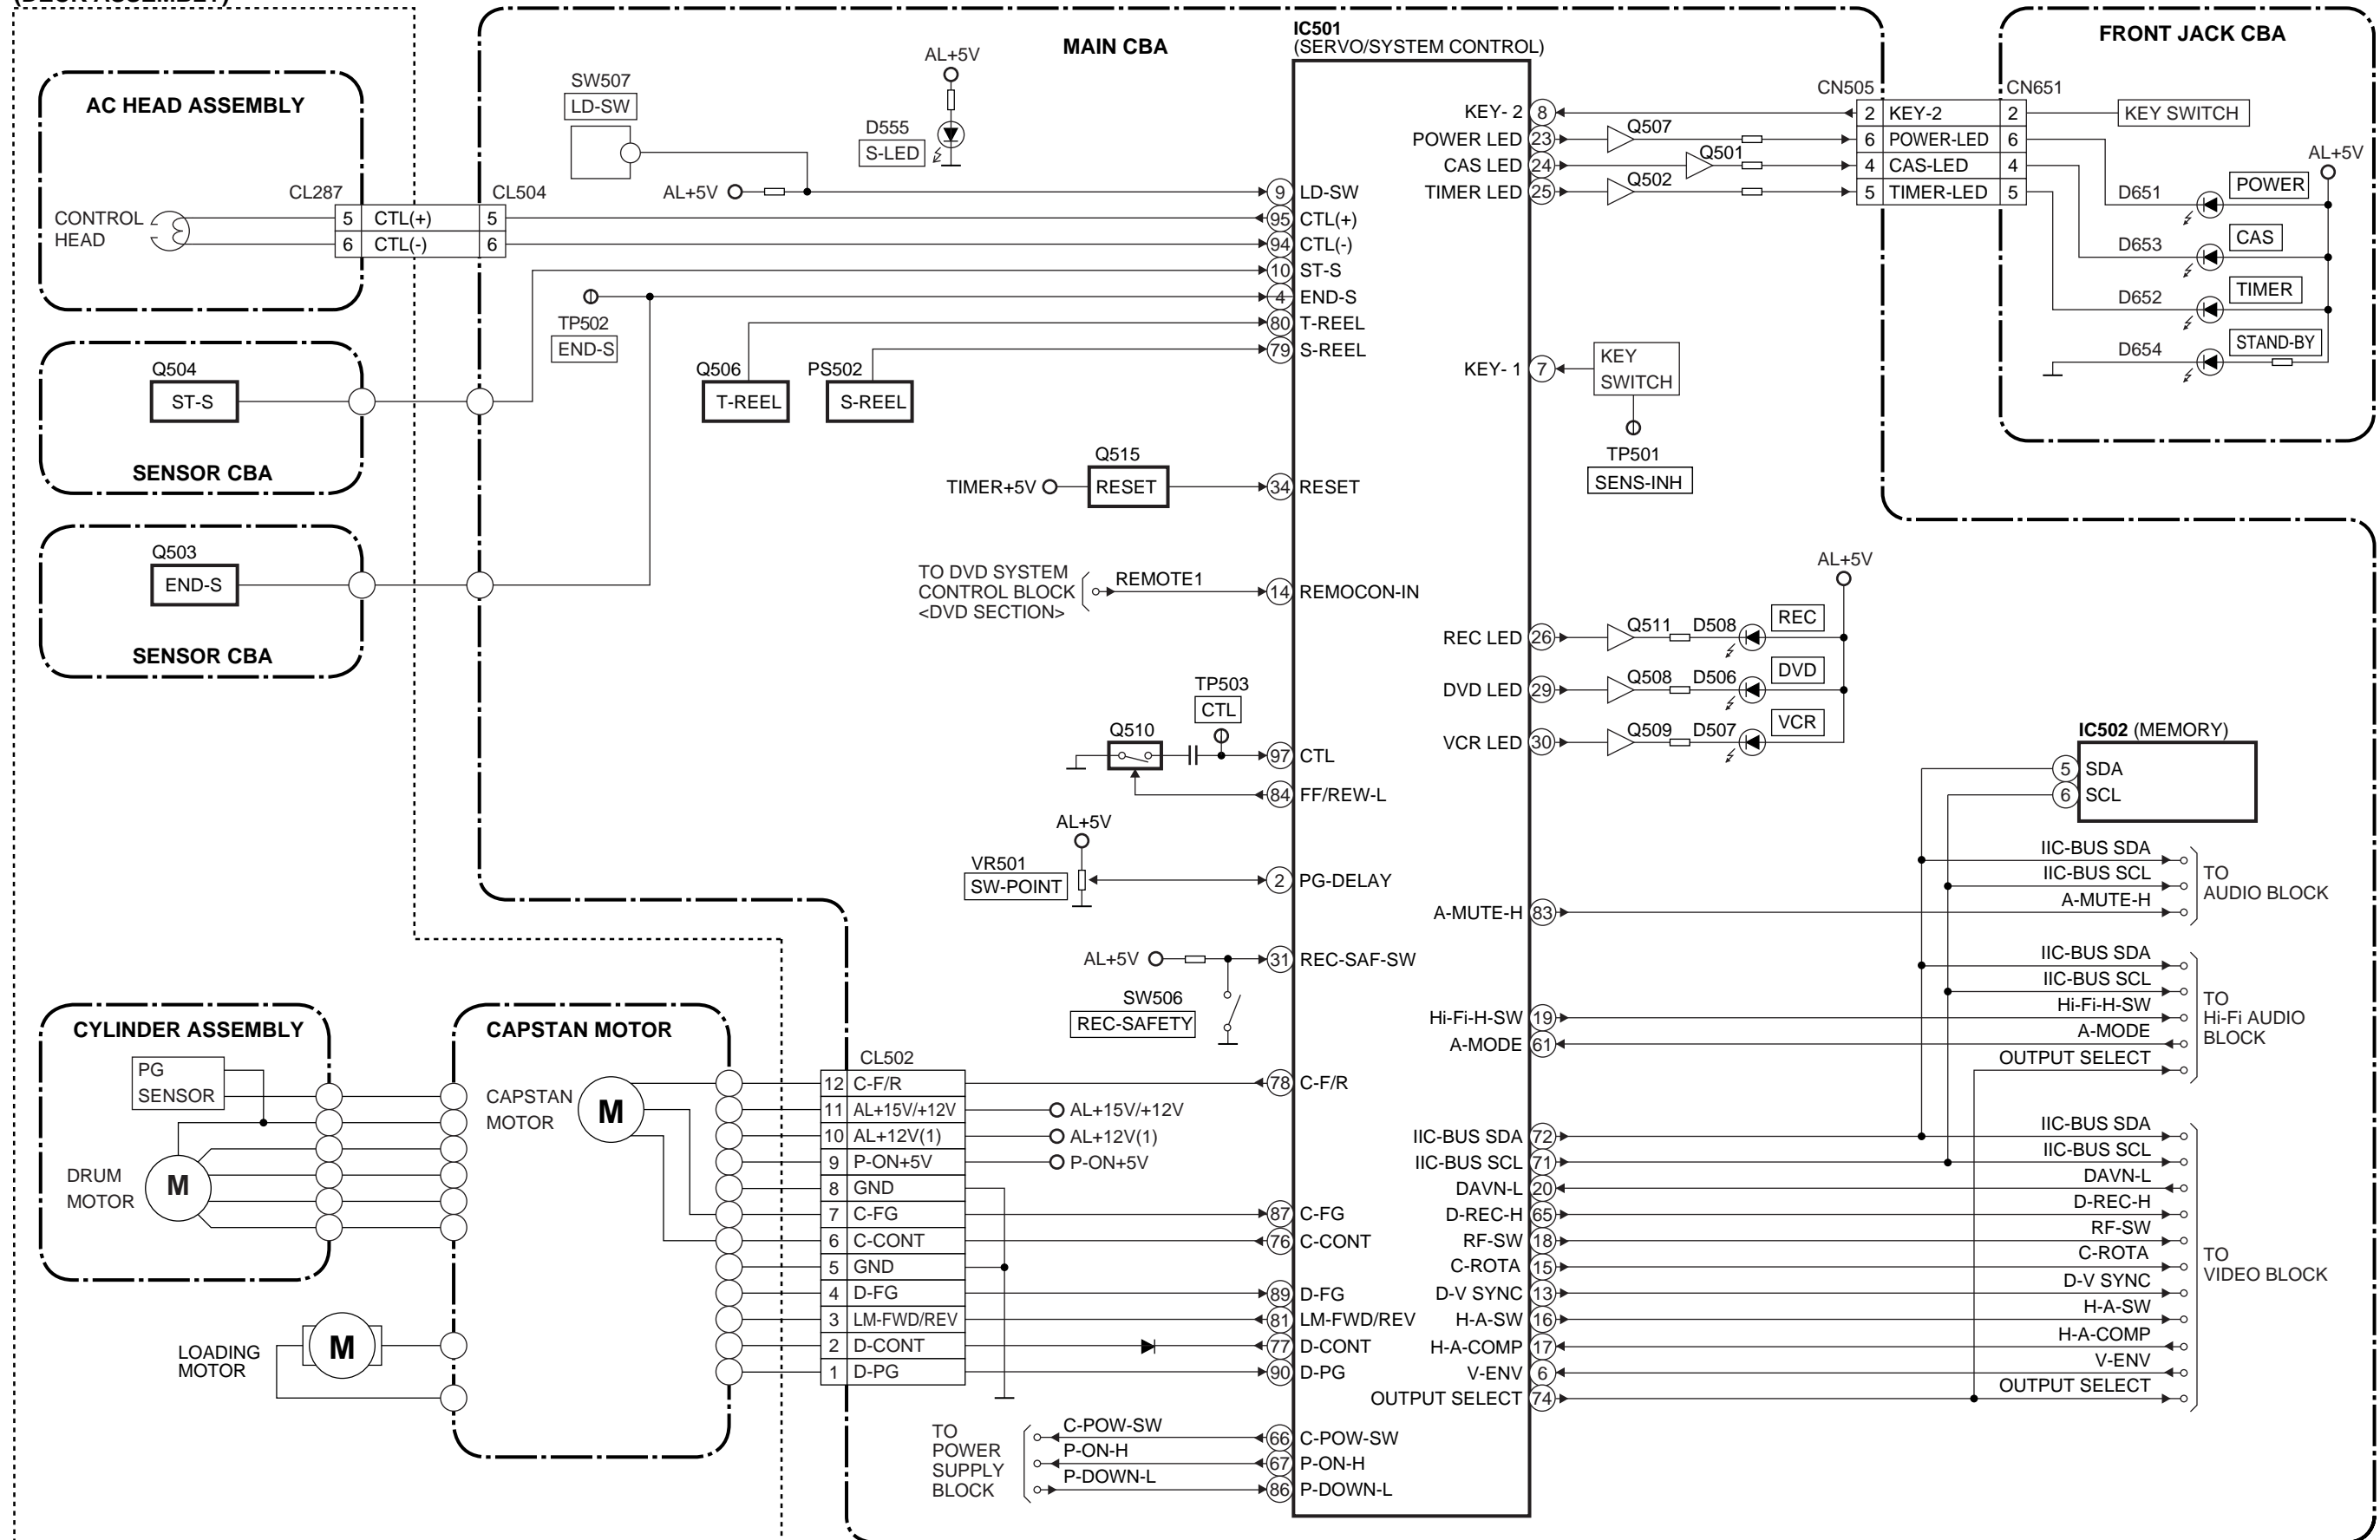 (DECK ASSEMBLY)
MAIN CBA
IC501
(SERVO/SYSTEM CONTROL)
FRONT JACK CBA
AC HEAD ASSEMBLY
CONTROL
HEAD
CL287
CL504
5 CTL(+) 5
6 CTL(-) 6
SW507
LD-SW
AL+5V
D555
S-LED
AL+5V
TP502
END-S
Q506
T-REEL
PS502
S-REEL
Q504
ST-S
SENSOR CBA
Q503
END-S
SENSOR CBA
Q515
TIMER+5V
RESET
TO DVD SYSTEM
CONTROL BLOCK
<DVD SECTION>
REMOTE1
TP503
CTL
Q510
AL+5V
VR501
SW-POINT
AL+5V
SW506
REC-SAFETY
9 LD-SW
95 CTL(+)
94 CTL(-)
10 ST-S
4 END-S
80 T-REEL
79 S-REEL
34 RESET
14 REMOCON-IN
97 CTL
84 FF/REW-L
2 PG-DELAY
31 REC-SAF-SW
78 C-F/R
87 C-FG
76 C-CONT
89 D-FG
81 LM-FWD/REV
77 D-CONT
90 D-PG
66 C-POW-SW
67 P-ON-H
86 P-DOWN-L
KEY- 2 8
POWER LED 23
CAS LED 24
TIMER LED 25
KEY- 1 7
REC LED 26
DVD LED 29
VCR LED 30
A-MUTE-H 83
Hi-Fi-H-SW 19
A-MODE 61
IIC-BUS SDA 72
IIC-BUS SCL 71
DAVN-L 20
D-REC-H 65
RF-SW 18
C-ROTA 15
D-V SYNC 13
H-A-SW 16
H-A-COMP 17
V-ENV 6
OUTPUT SELECT 74
Q507
Q501
Q502
CN505
CN651
2 KEY-2 2
6 POWER-LED 6
4 CAS-LED 4
5 TIMER-LED 5
KEY SWITCH
AL+5V
D651
POWER
D653
CAS
D652
TIMER
D654
STAND-BY
KEY
SWITCH
TP501
SENS-INH
AL+5V
Q511 D508
REC
Q508 D506
DVD
Q509 D507
VCR
IC502 (MEMORY)
5 SDA
6 SCL
IIC-BUS SDA
IIC-BUS SCL
A-MUTE-H
TO
AUDIO BLOCK
IIC-BUS SDA
IIC-BUS SCL
Hi-Fi-H-SW
A-MODE
OUTPUT SELECT
TO
Hi-Fi AUDIO
BLOCK
IIC-BUS SDA
IIC-BUS SCL
DAVN-L
D-REC-H
RF-SW
C-ROTA
D-V SYNC
H-A-SW
H-A-COMP
V-ENV
OUTPUT SELECT
TO
VIDEO BLOCK
CYLINDER ASSEMBLY
PG
SENSOR
DRUM
MOTOR
M
LOADING
MOTOR
M
CAPSTAN MOTOR
CAPSTAN
MOTOR
M
CL502
12 C-F/R
11 AL+15V/+12V
10 AL+12V(1)
9 P-ON+5V
8 GND
7 C-FG
6 C-CONT
5 GND
4 D-FG
3 LM-FWD/REV
2 D-CONT
1 D-PG
AL+15V/+12V
AL+12V(1)
P-ON+5V
TO
POWER
SUPPLY
BLOCK
C-POW-SW
P-ON-H
P-DOWN-L